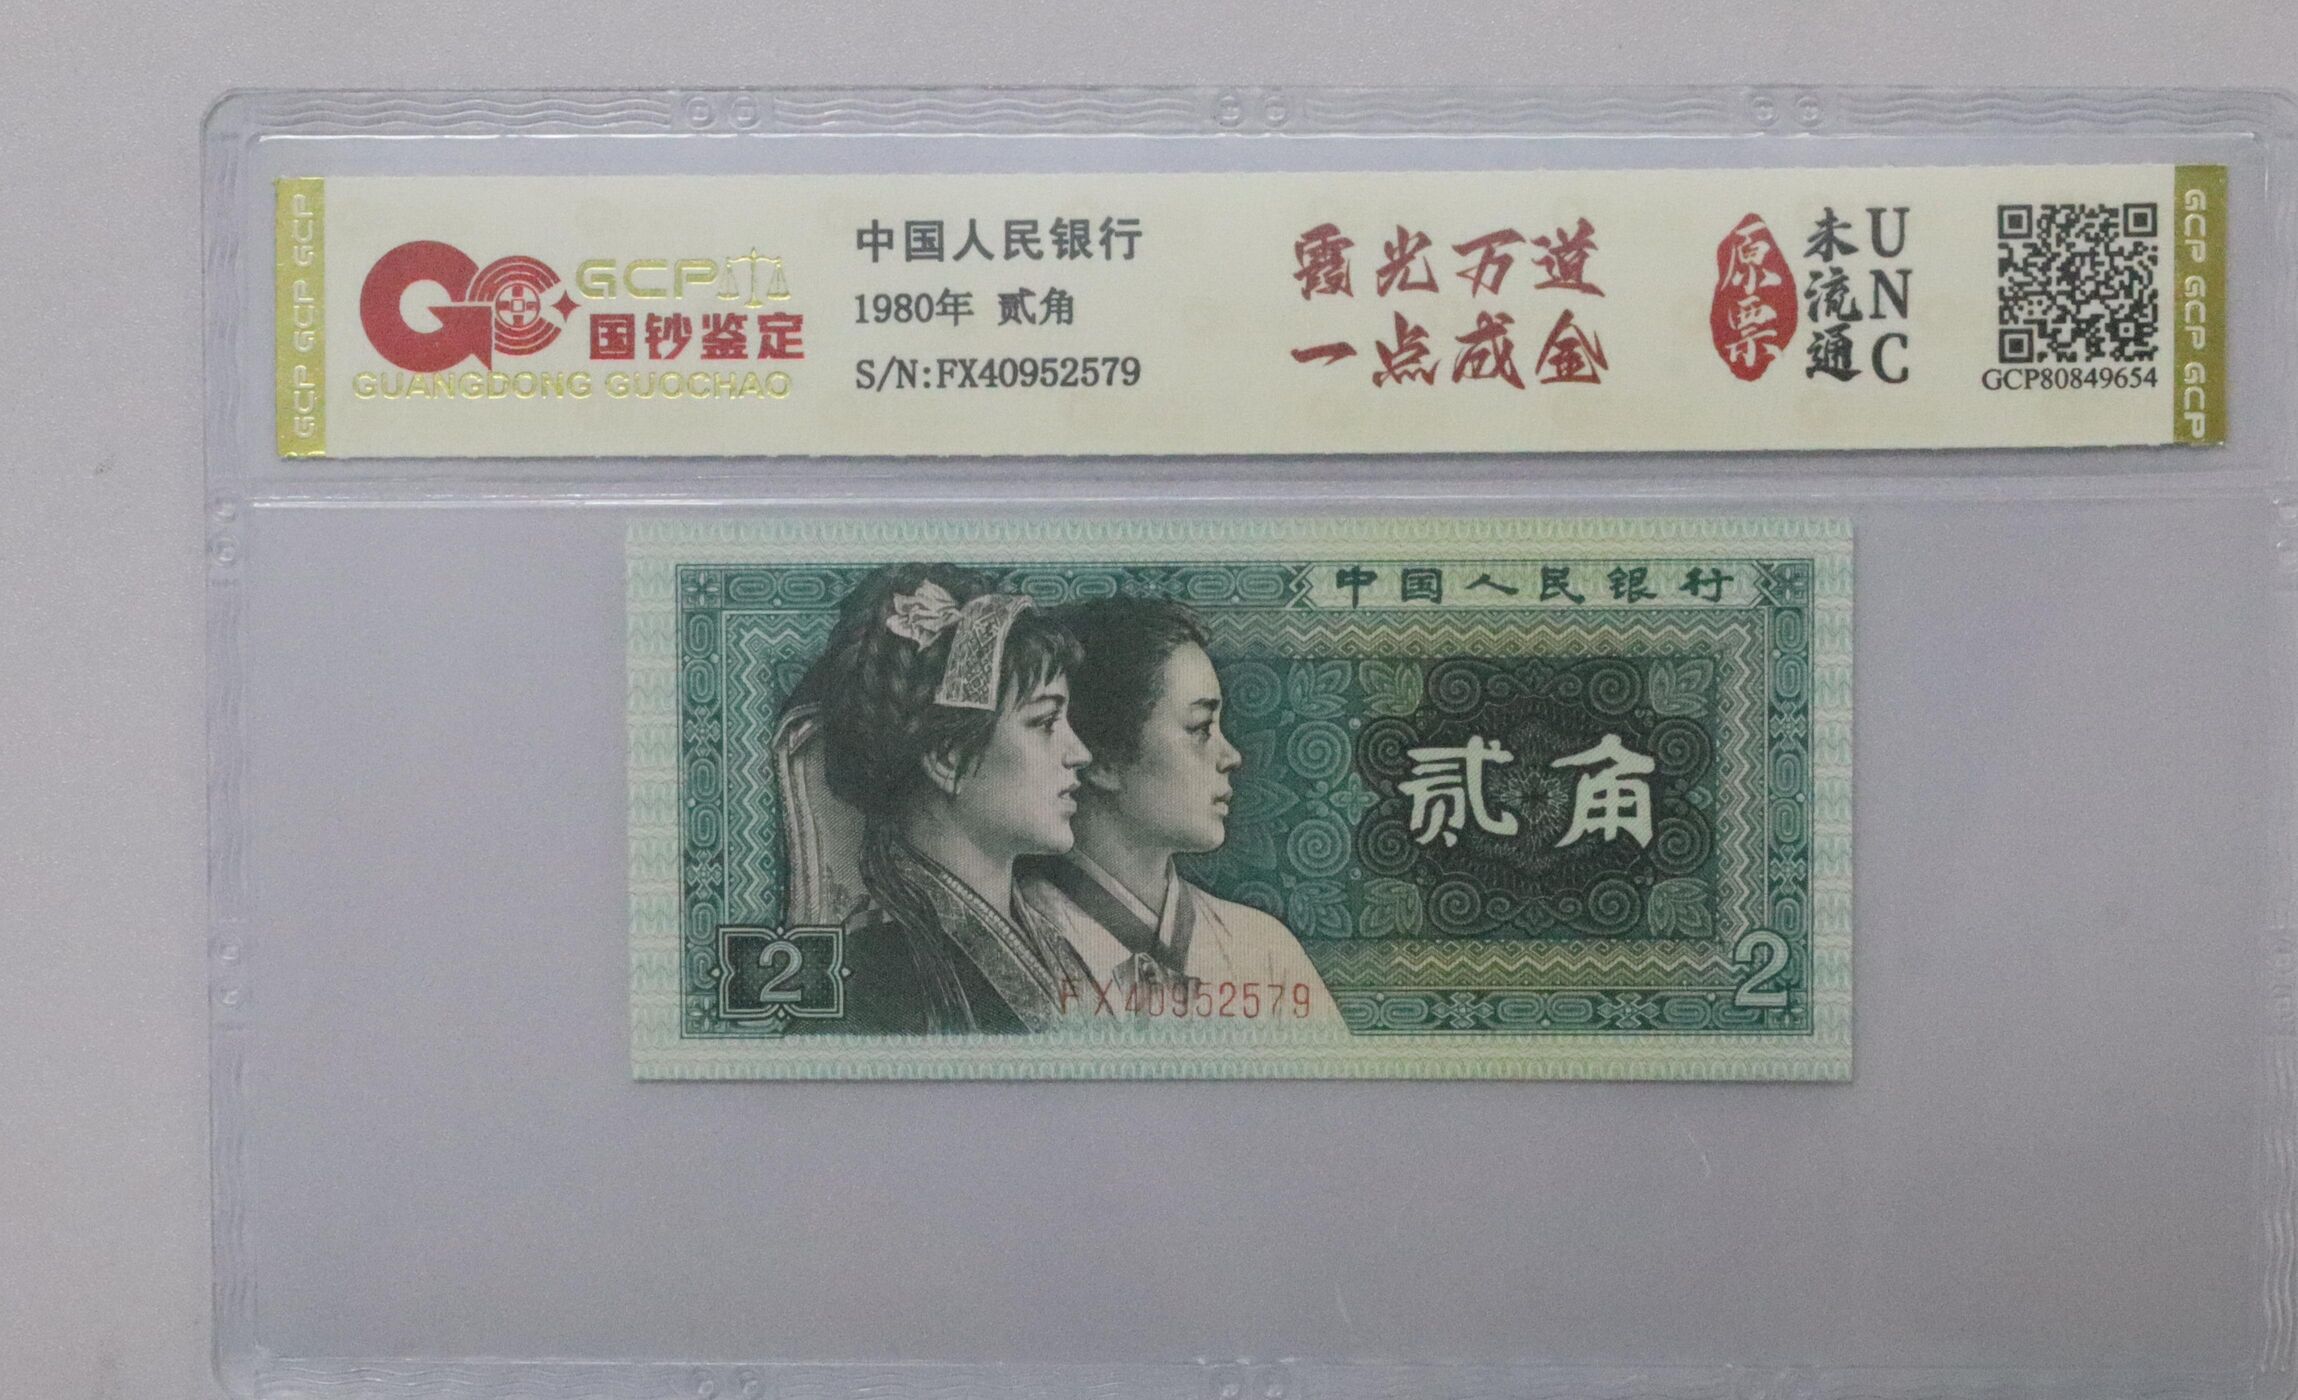 GCP GCP GCP
GCP
国钞鉴定
GUANGDONG GUOCHAO
中国人民银行
1980年 贰角
S/N:FX40952579
霞光万道
一点成金
原票
未流通
UNC
GCP80849654
GCP GCP GCP
中国人民银行
贰角
2
FX40952579
2